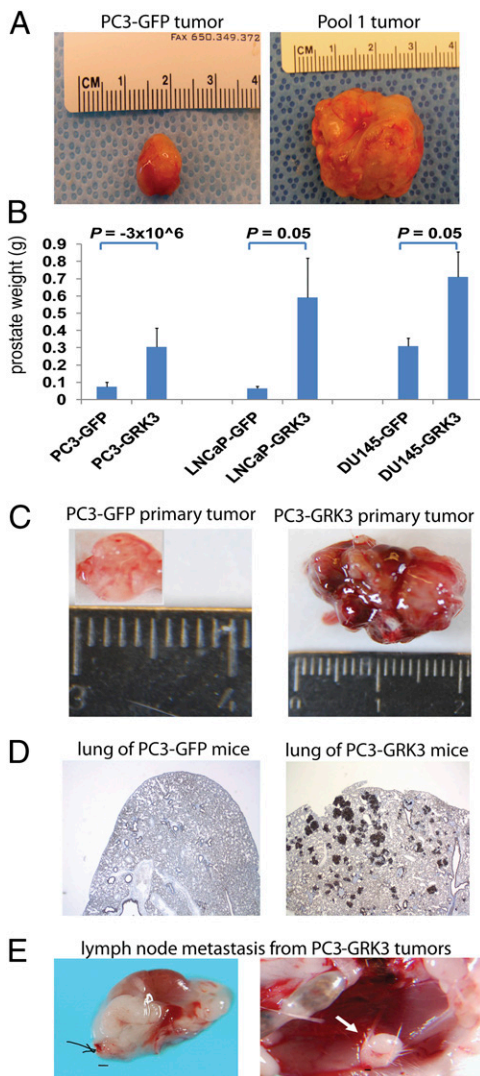 A
PC3-GFP tumor
Pool 1 tumor
FAX 650.349.372
CM 1 2 3 4
CM 1 2 3 4
B
P = -3x10^6
P = 0.05
P = 0.05
prostate weight (g)
0.9
0.8
0.7
0.6
0.5
0.4
0.3
0.2
0.1
0
PC3-GFP
PC3-GRK3
LNCaP-GFP
LNCaP-GRK3
DU145-GFP
DU145-GRK3
C
PC3-GFP primary tumor
PC3-GRK3 primary tumor
3 4
0 1 2
D
lung of PC3-GFP mice
lung of PC3-GRK3 mice
E
lymph node metastasis from PC3-GRK3 tumors